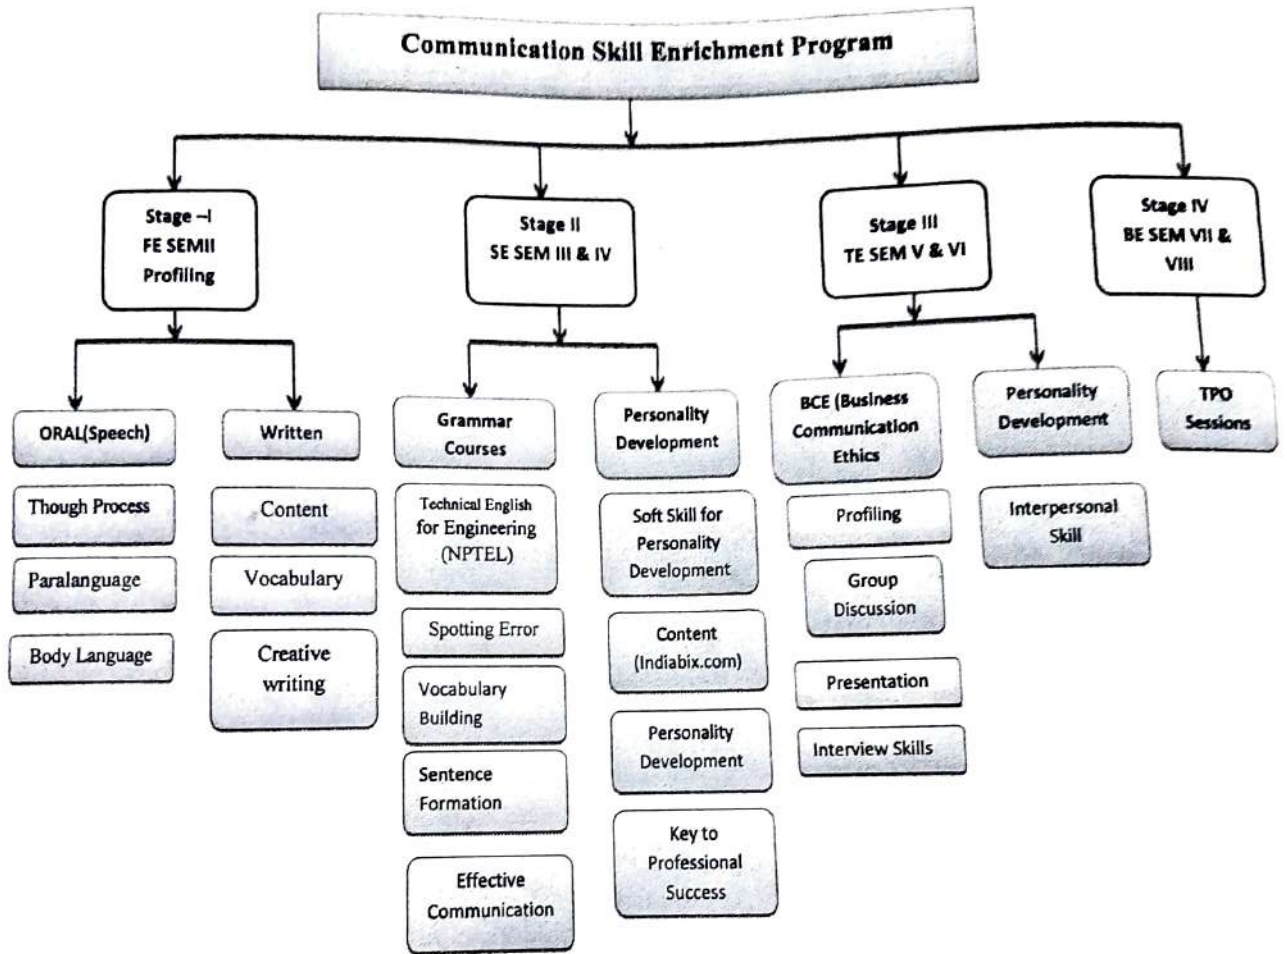 Communication Skill Enrichment Program
Stage –I
FE SEMII
Profiling
Stage II
SE SEM III & IV
Stage III
TE SEM V & VI
Stage IV
BE SEM VII &
VIII
ORAL(Speech)
Though Process
Paralanguage
Body Language
Written
Content
Vocabulary
Creative
writing
Grammar
Courses
Technical English
for Engineering
(NPTEL)
Spotting Error
Vocabulary
Building
Sentence
Formation
Effective
Communication
Personality
Development
Soft Skill for
Personality
Development
Content
(Indiabix.com)
Personality
Development
Key to
Professional
Success
BCE (Business
Communication
Ethics
Profiling
Group
Discussion
Presentation
Interview Skills
Personality
Development
Interpersonal
Skill
TPO
Sessions